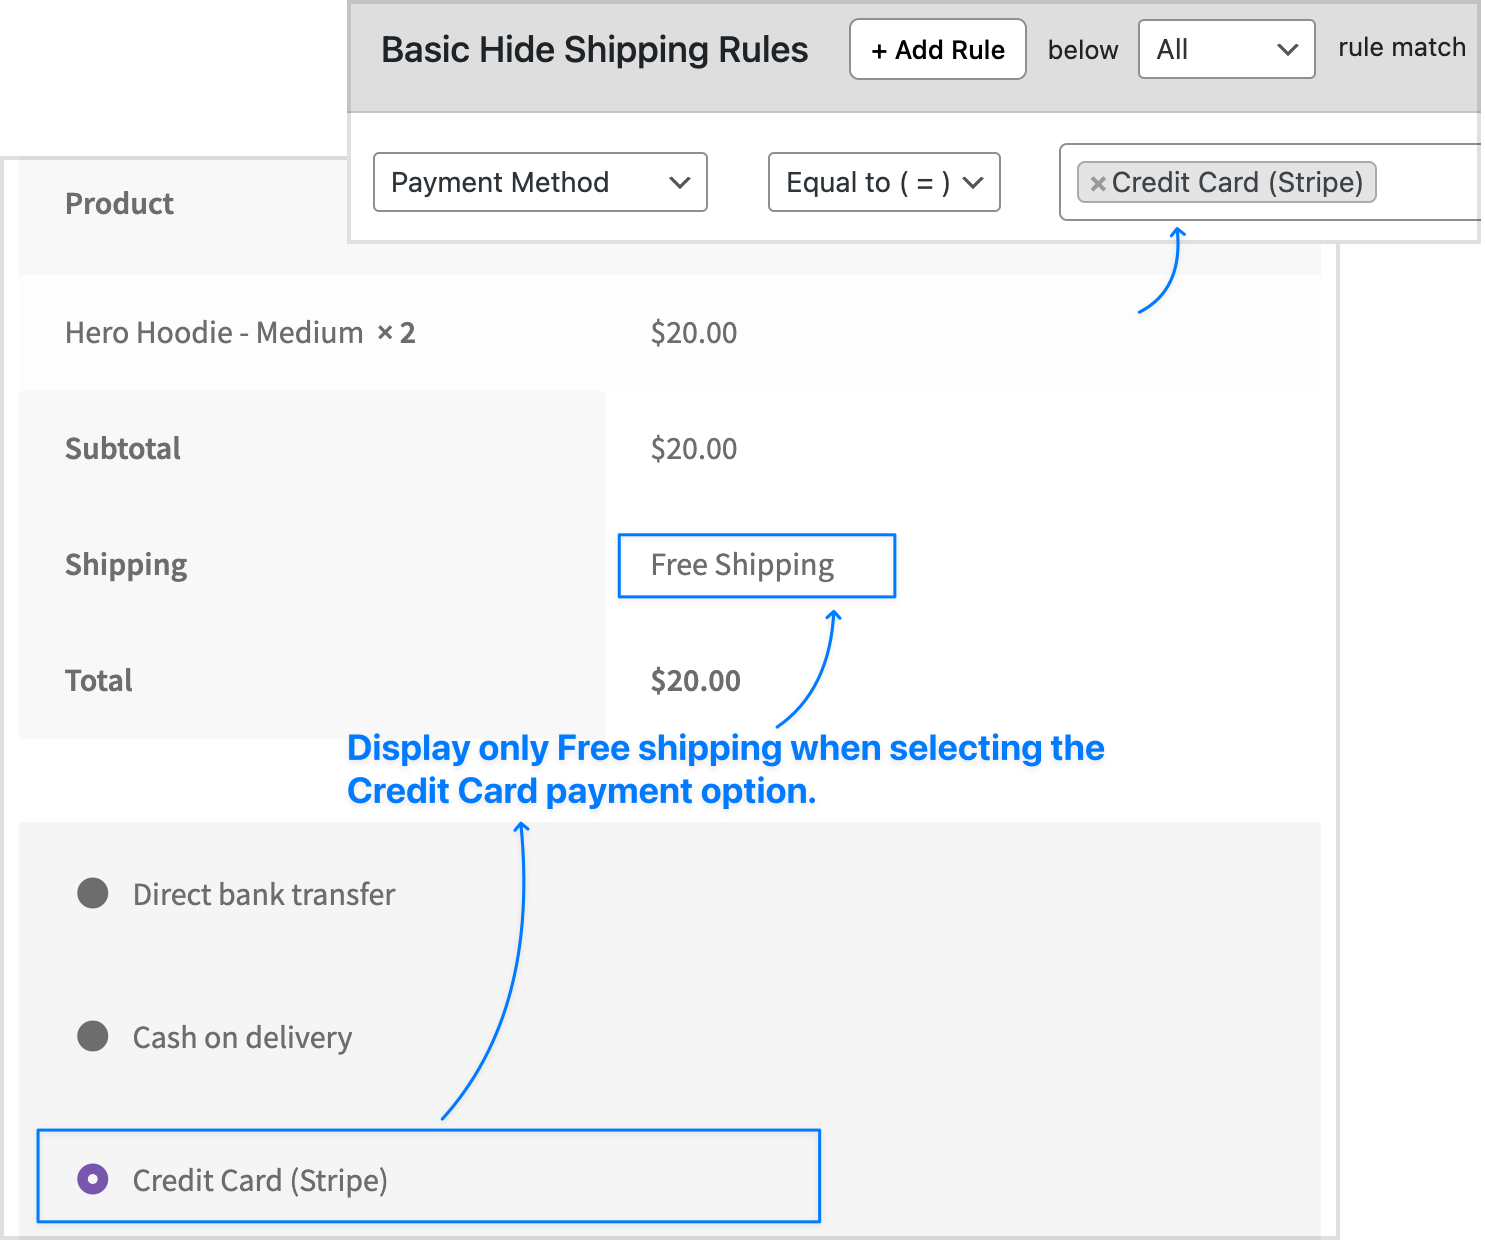 Basic Hide Shipping Rules + Add Rule below All rule match
Payment Method Equal to ( = ) × Credit Card (Stripe)
Product
Hero Hoodie - Medium × 2 $20.00
Subtotal $20.00
Shipping Free Shipping
Total $20.00
Display only Free shipping when selecting the
Credit Card payment option.
Direct bank transfer
Cash on delivery
Credit Card (Stripe)